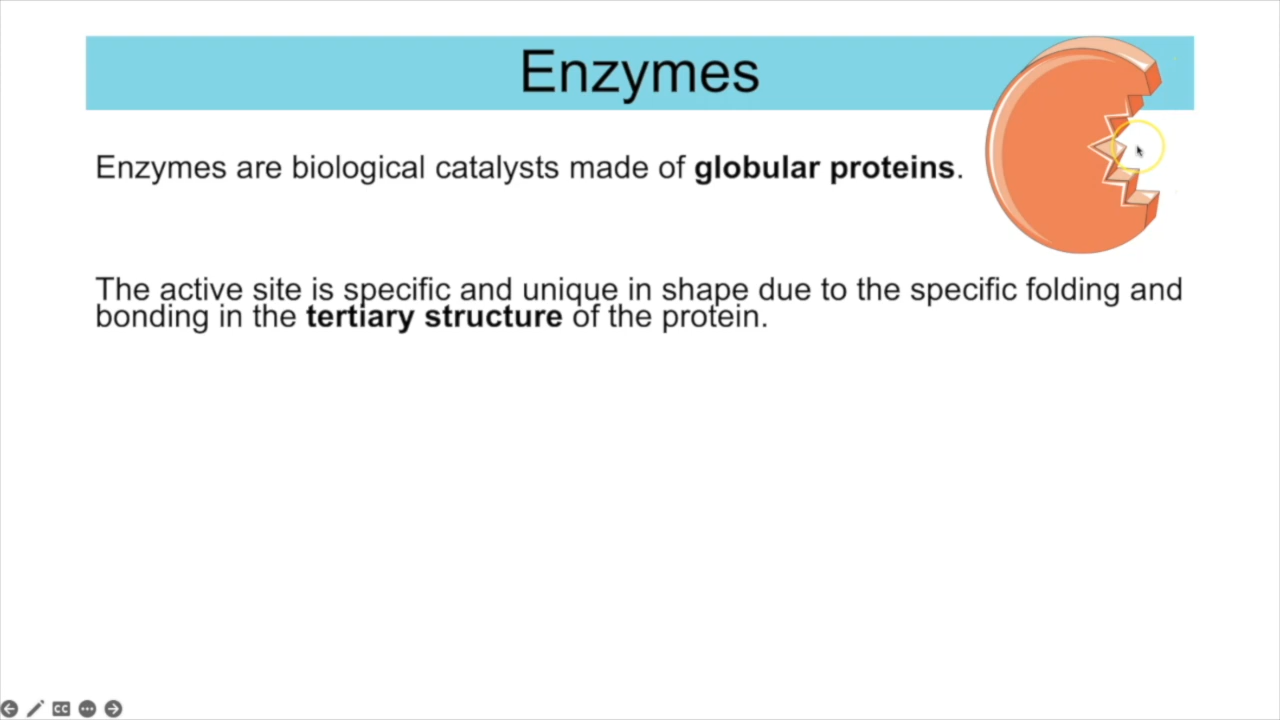 Enzymes
Enzymes are biological catalysts made of globular proteins.
The active site is specific and unique in shape due to the specific folding and
bonding in the tertiary structure of the protein.
CC